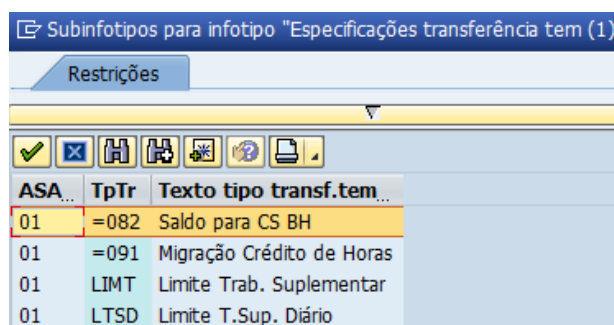 Subinfotipos para infotipo "Especificações transferência tem (1)
Restrições
ASA... TpTr Texto tipo transf.tem...
01 =082 Saldo para CS BH
01 =091 Migração Crédito de Horas
01 LIMT Limite Trab. Suplementar
01 LTSD Limite T.Sup. Diário